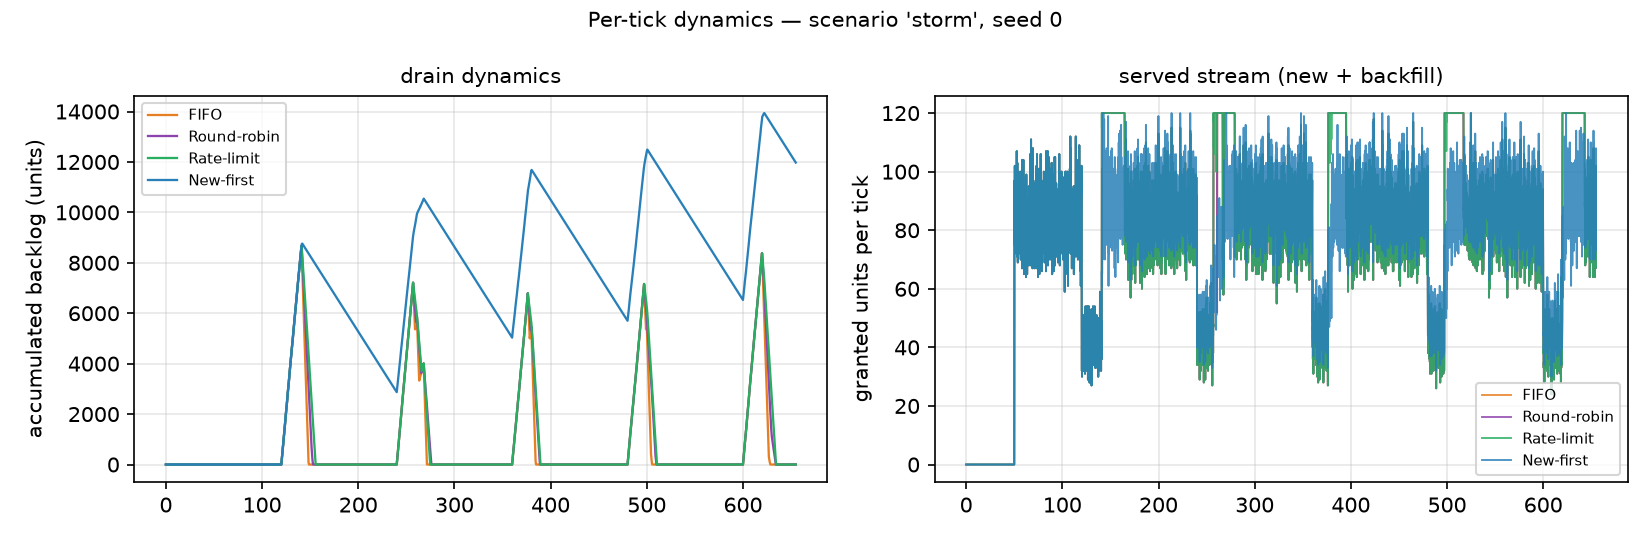 Per-tick dynamics — scenario 'storm', seed 0
drain dynamics
accumulated backlog (units)
14000
12000
10000
8000
6000
4000
2000
0
0 100 200 300 400 500 600
FIFO
Round-robin
Rate-limit
New-first
served stream (new + backfill)
granted units per tick
120
100
80
60
40
20
0
0 100 200 300 400 500 600
FIFO
Round-robin
Rate-limit
New-first